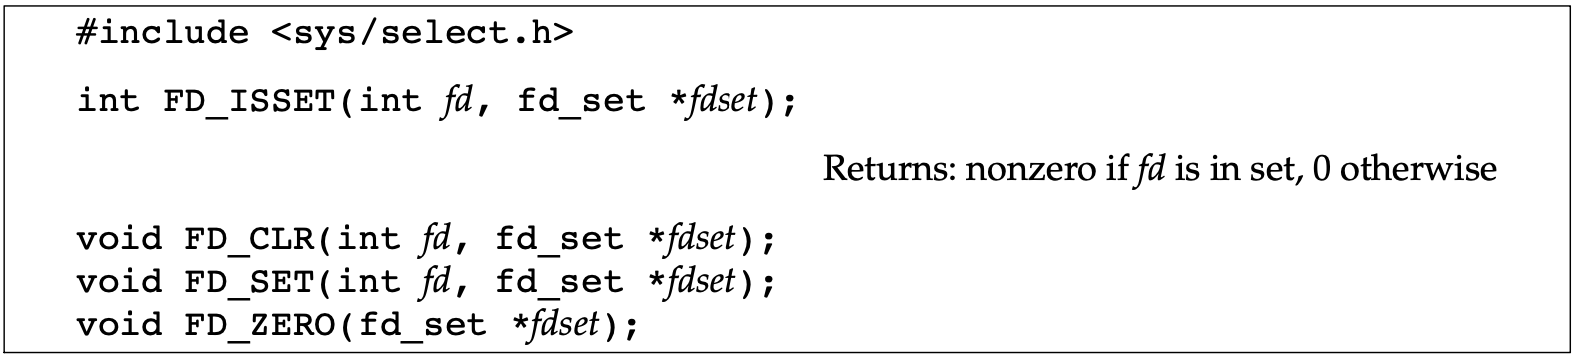 #include <sys/select.h>
int FD_ISSET(int fd, fd_set *fdset);
Returns: nonzero if fd is in set, 0 otherwise
void FD_CLR(int fd, fd_set *fdset);
void FD_SET(int fd, fd_set *fdset);
void FD_ZERO(fd_set *fdset);